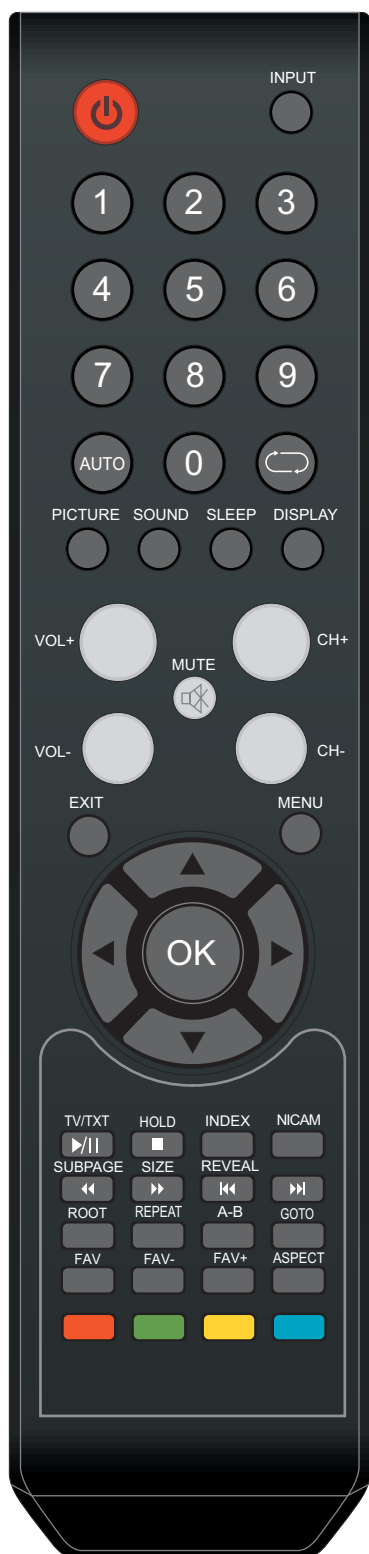 INPUT
1 2 3
4 5 6
7 8 9
AUTO 0
PICTURE SOUND SLEEP DISPLAY
VOL+ CH+
MUTE
VOL- CH-
EXIT MENU
OK
TV/TXT HOLD INDEX NICAM
SUBPAGE SIZE REVEAL
ROOT REPEAT A-B GOTO
FAV FAV- FAV+ ASPECT